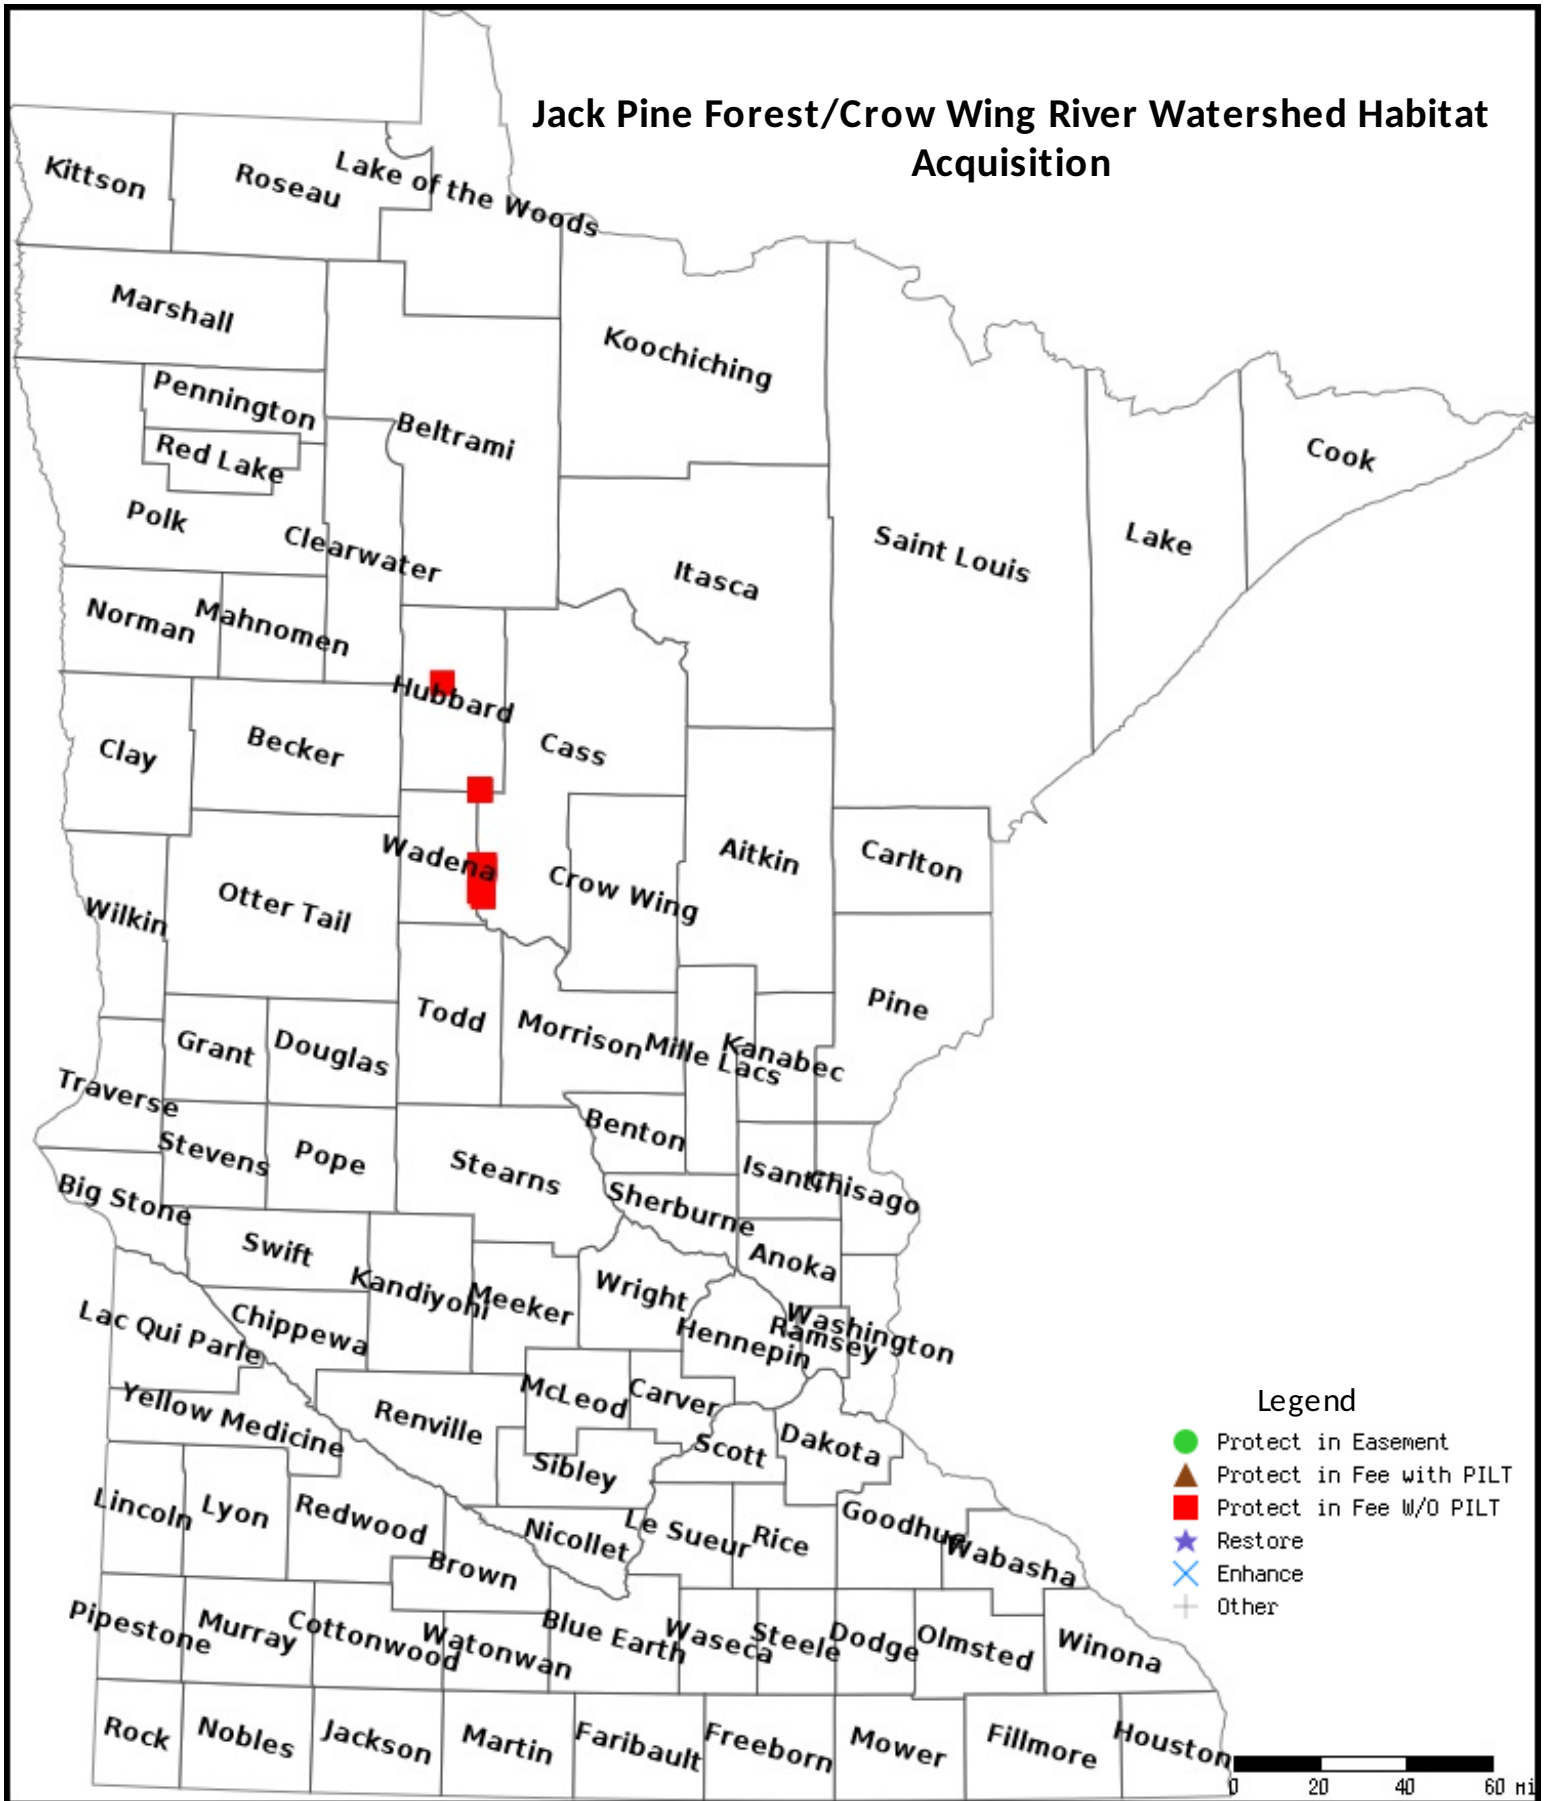 Jack Pine Forest/Crow Wing River Watershed Habitat
Acquisition
Kittson
Roseau
Lake of the Woods
Marshall
Koochiching
Pennington
Beltrami
Red Lake
Cook
Polk
Clearwater
Saint Louis
Lake
Itasca
Norman
Mahnomen
Hubbard
Clay
Becker
Cass
Wadena
Aitkin
Carlton
Crow Wing
Otter Tail
Wilkin
Todd
Pine
Morrison
Mille Lacs
Kanabec
Grant
Douglas
Traverse
Benton
Stevens
Pope
Stearns
Isanti
Chisago
Big Stone
Sherburne
Swift
Anoka
Kandiyohi
Meeker
Wright
Lac Qui Parle
Chippewa
Hennepin
Ramsey
Washington
McLeod
Carver
Yellow Medicine
Renville
Scott
Dakota
Sibley
Lincoln
Lyon
Redwood
Nicollet
Le Sueur
Rice
Goodhue
Wabasha
Brown
Pipestone
Murray
Cottonwood
Watonwan
Blue Earth
Waseca
Steele
Dodge
Olmsted
Winona
Rock
Nobles
Jackson
Martin
Faribault
Freeborn
Mower
Fillmore
Houston
Legend
Protect in Easement
Protect in Fee with PILT
Protect in Fee W/O PILT
Restore
Enhance
Other
0 20 40 60 mi